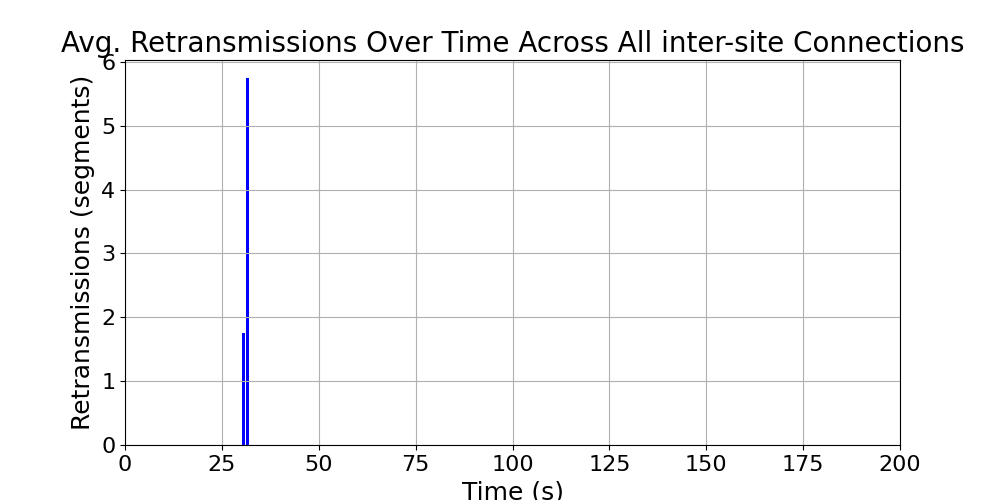 Avg. Retransmissions Over Time Across All inter-site Connections
Retransmissions (segments)
6
5
4
3
2
1
0
0 25 50 75 100 125 150 175 200
Time (s)